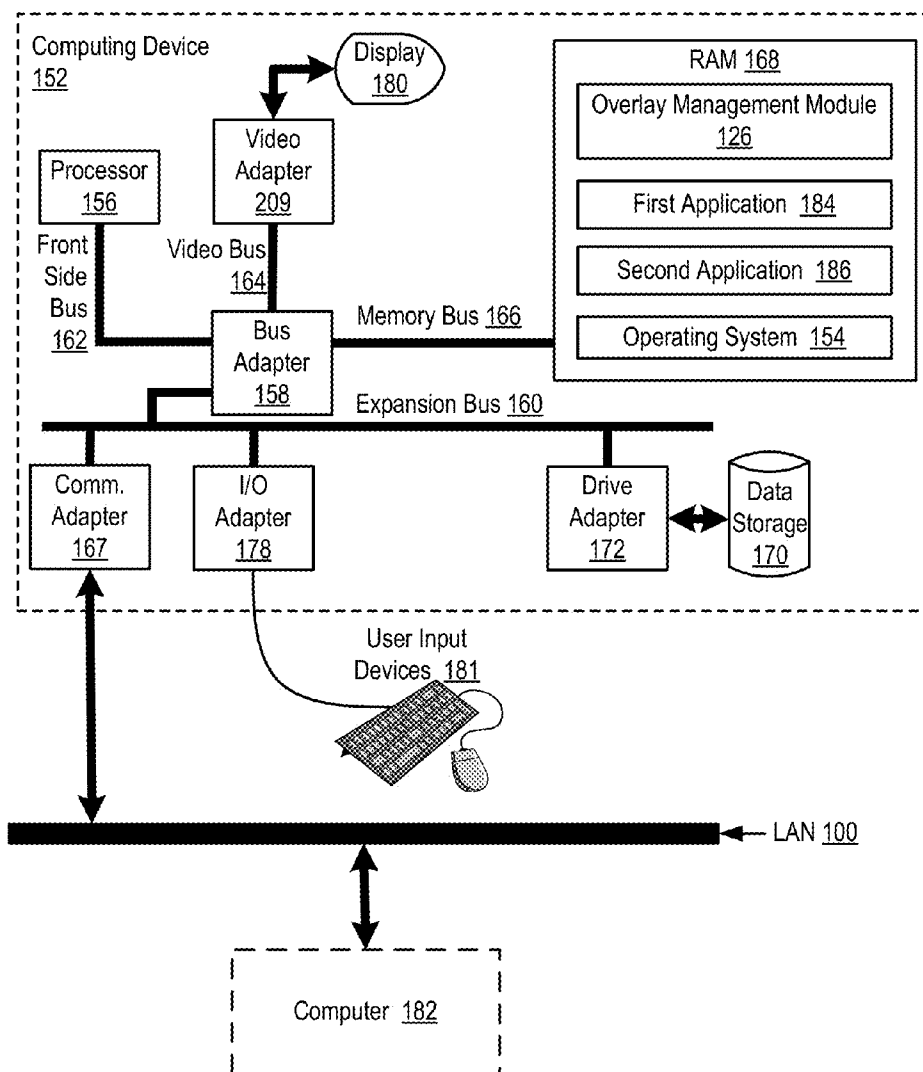 Computing Device
152
Display
180
RAM 168
Overlay Management Module
126
First Application 184
Second Application 186
Operating System 154
Video
Adapter
209
Processor
156
Front
Side
Bus
162
Video Bus
164
Memory Bus 166
Bus
Adapter
158
Expansion Bus 160
Comm.
Adapter
167
I/O
Adapter
178
Drive
Adapter
172
Data
Storage
170
User Input
Devices 181
LAN 100
Computer 182